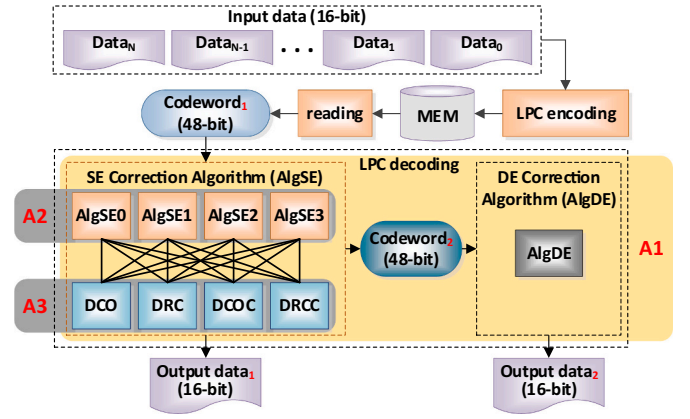 Input data (16-bit)
DataN DataN-1 . . . Data1 Data0
Codeword1 (48-bit)
reading
MEM
LPC encoding
LPC decoding
SE Correction Algorithm (AlgSE)
DE Correction
Algorithm (AlgDE)
A2
AlgSE0 AlgSE1 AlgSE2 AlgSE3
Codeword2
(48-bit)
AlgDE
A1
A3
DCO DRC DCOC DRCC
Output data1
(16-bit)
Output data2
(16-bit)